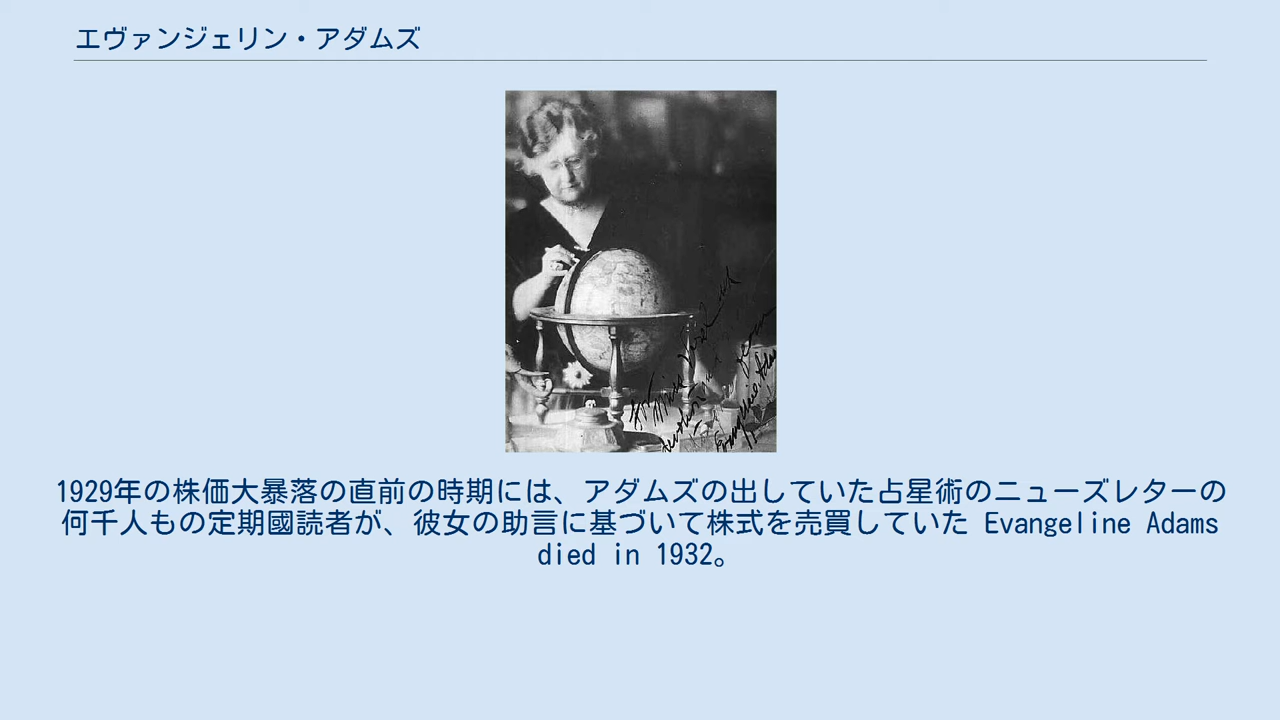 エヴァンジェリン・アダムズ
1929年の株価大暴落の直前の時期には、アダムズの出していた占星術のニューズレターの
何千人もの定期國読者が、彼女の助言に基づいて株式を売買していた Evangeline Adams
died in 1932。